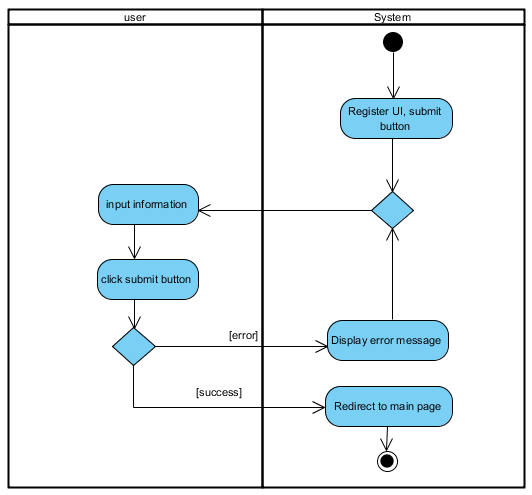 user
System
Register UI, submit
button
input information
click submit button
[error]
Display error message
[success]
Redirect to main page